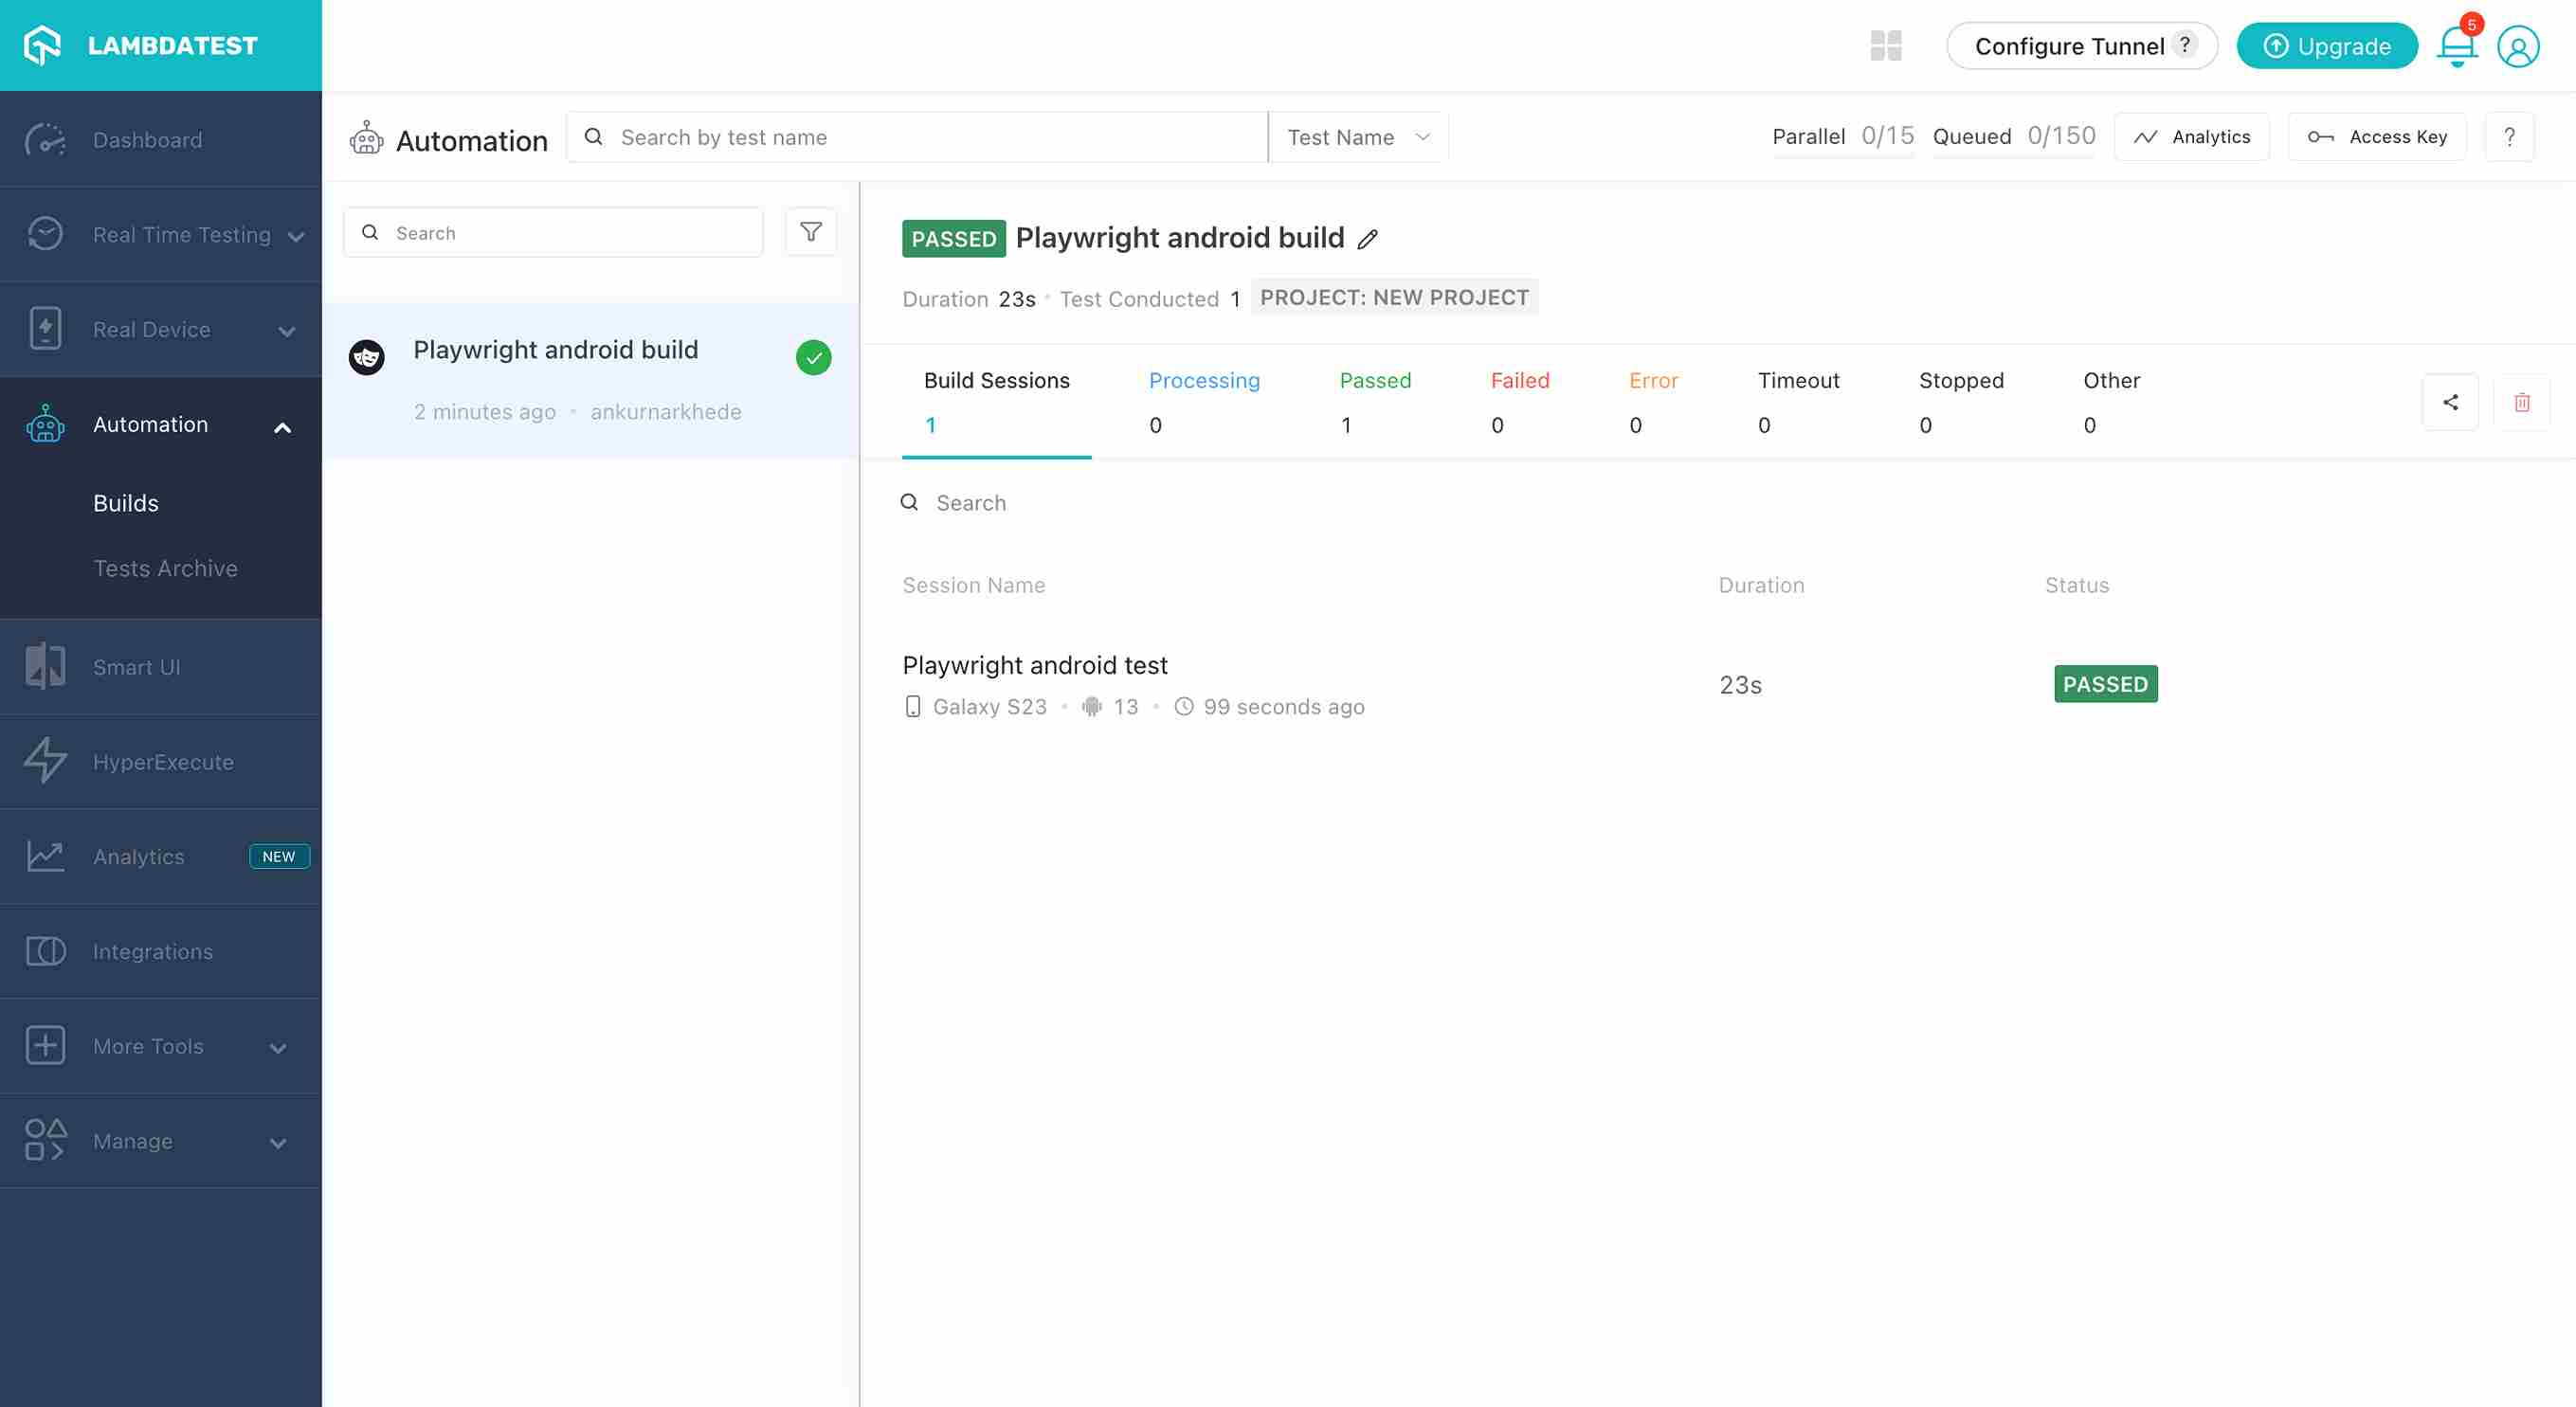 LAMBDATEST
Configure Tunnel ?
Upgrade
5
Dashboard
Real Time Testing
Real Device
Automation
Builds
Tests Archive
Smart UI
HyperExecute
Analytics NEW
Integrations
More Tools
Manage
Automation
Search by test name
Test Name
Parallel 0/15 Queued 0/150
Analytics
Access Key
?
Search
Playwright android build
2 minutes ago • ankurnarkhede
PASSED Playwright android build
Duration 23s • Test Conducted 1 PROJECT: NEW PROJECT
Build Sessions Processing Passed Failed Error Timeout Stopped Other
1 0 1 0 0 0 0 0
Search
Session Name Duration Status
Playwright android test
Galaxy S23 • 13 • 99 seconds ago
23s
PASSED